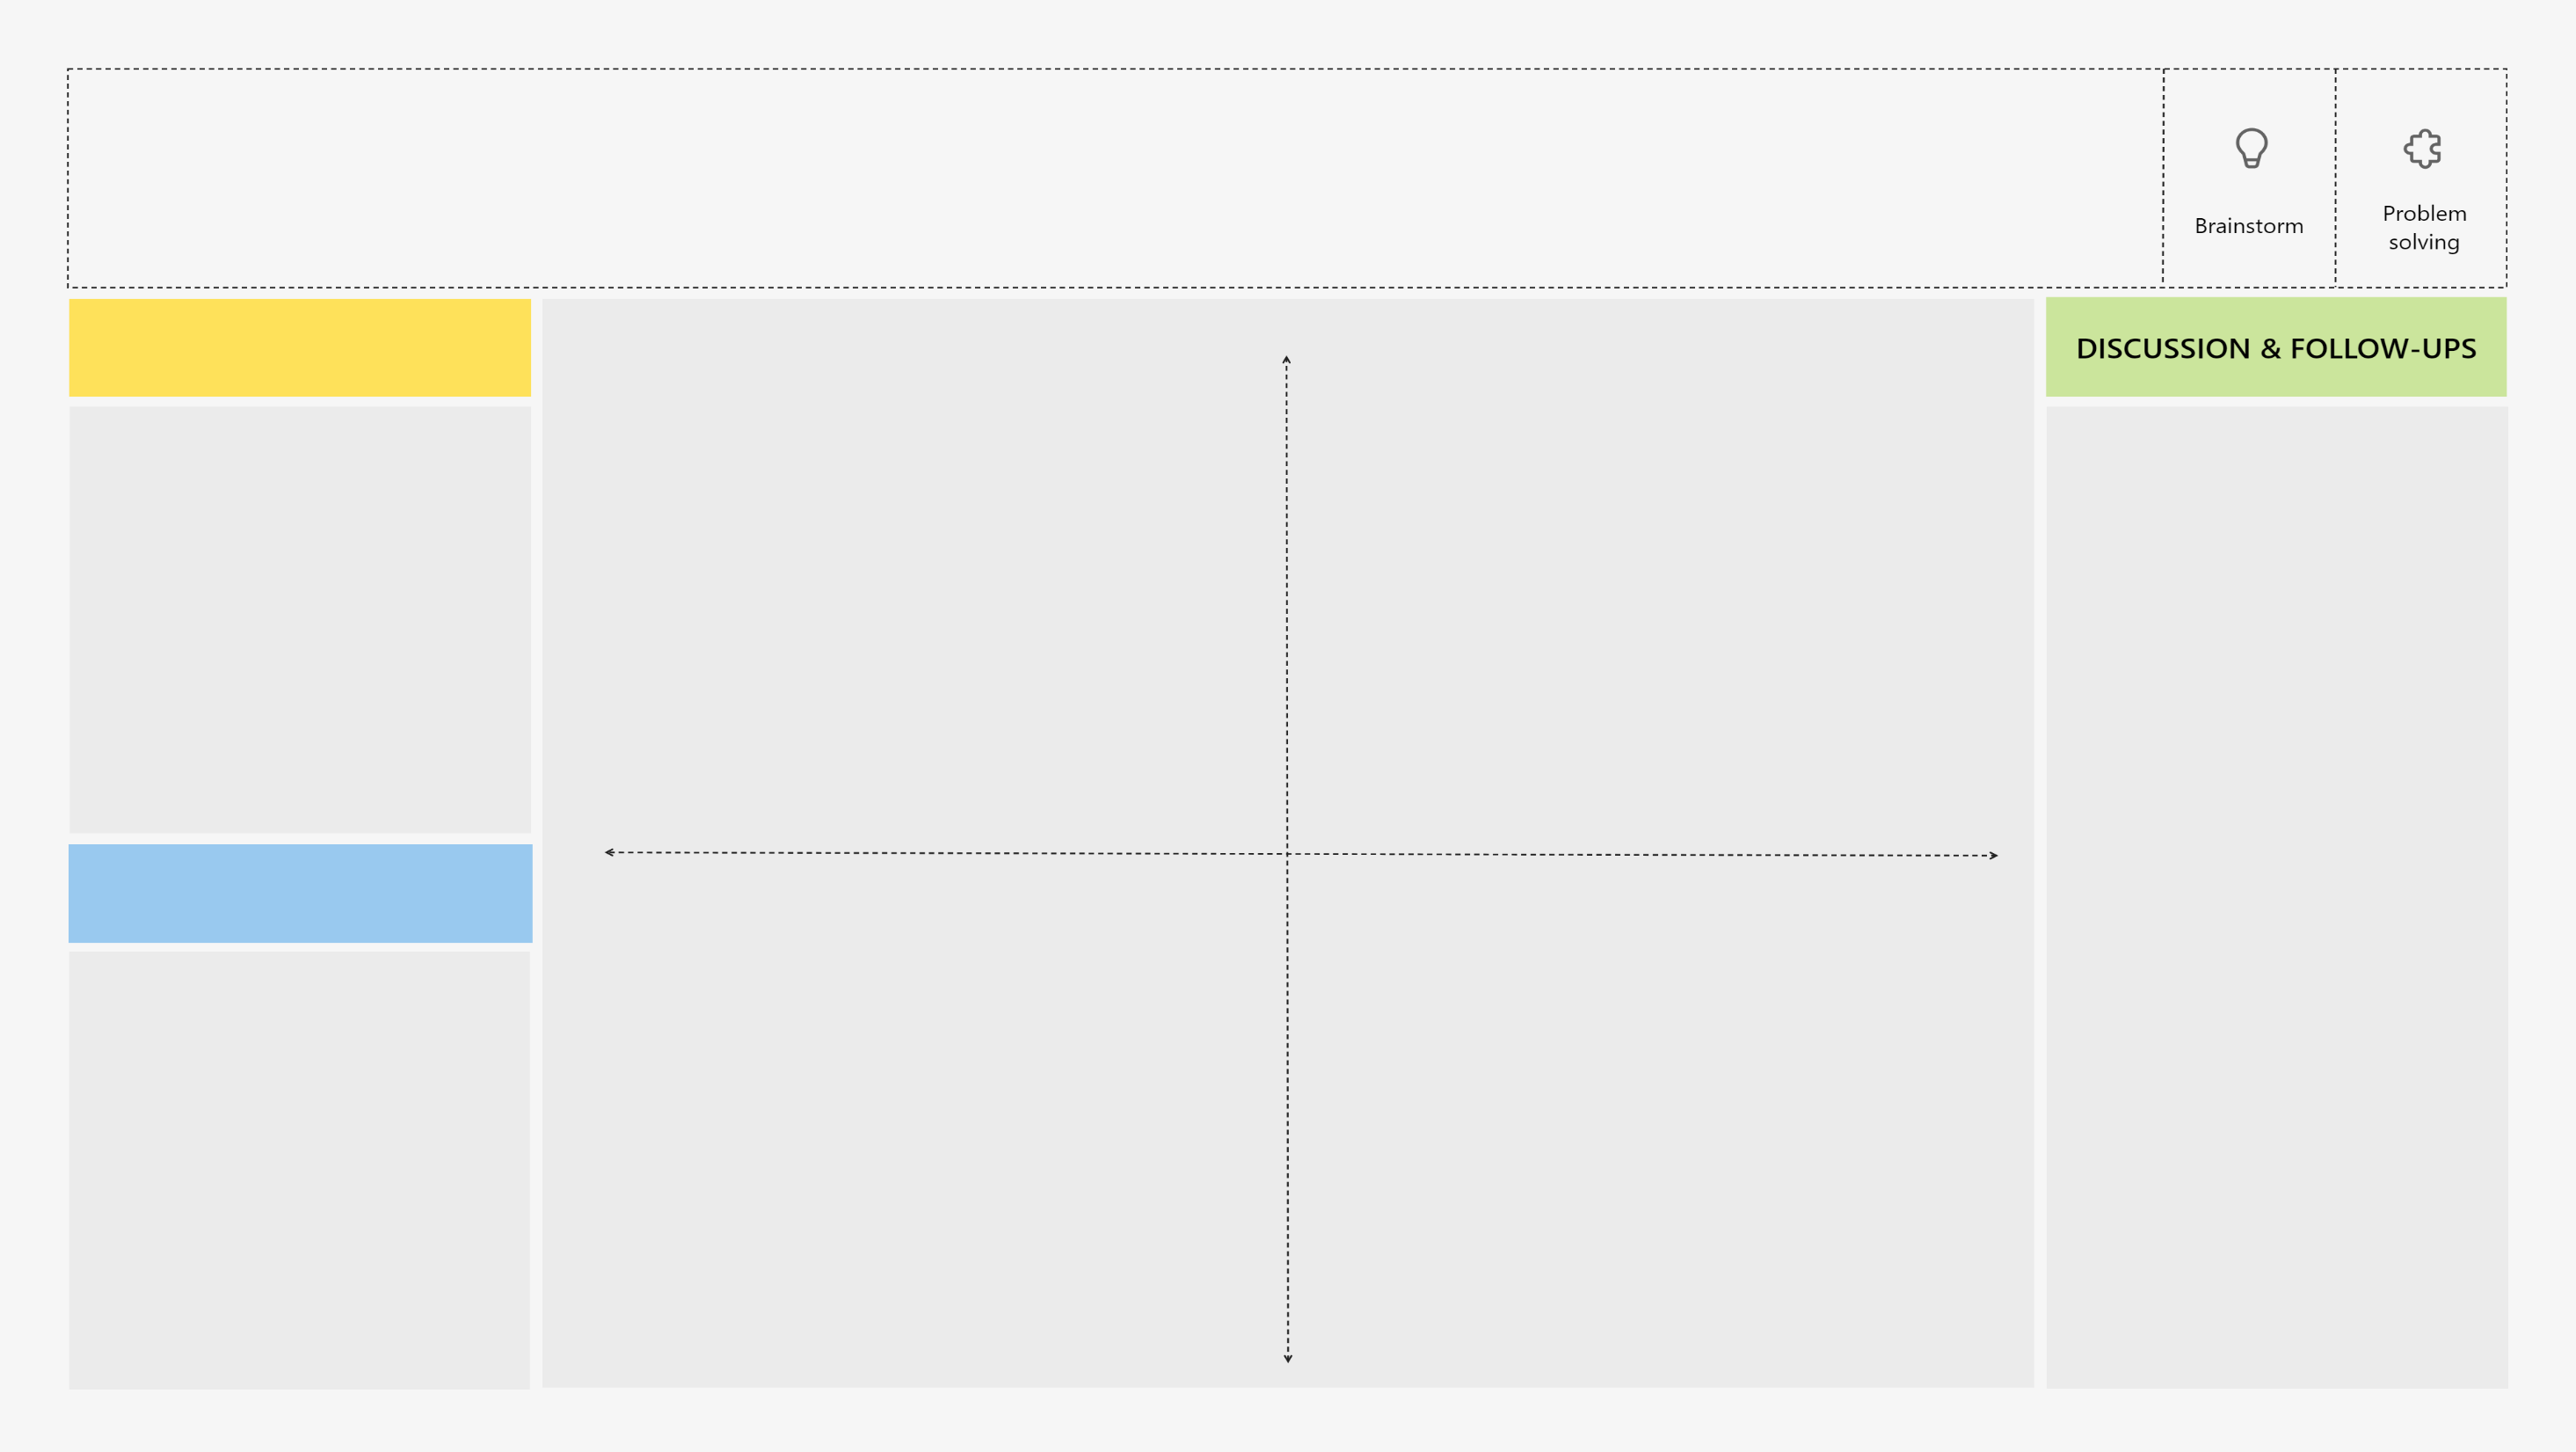 Brainstorm
Problem
solving
DISCUSSION & FOLLOW-UPS